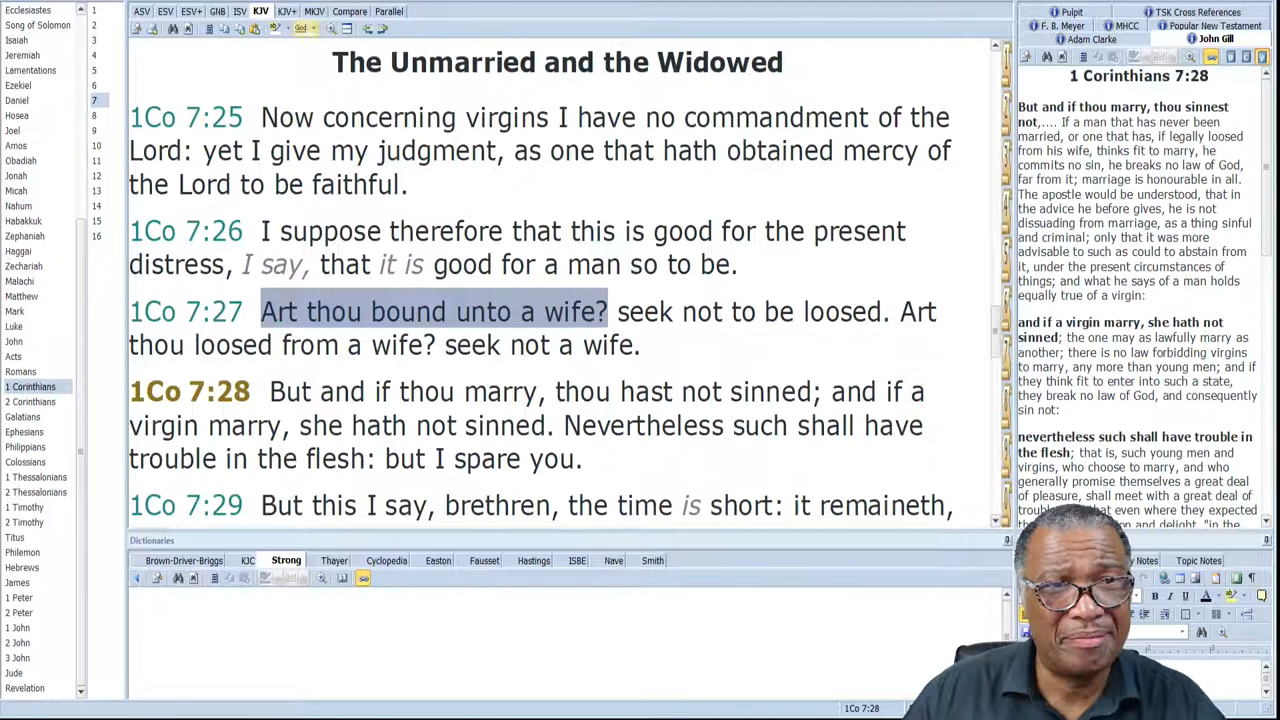 Ecclesiastes
Song of Solomon
Isaiah
Jeremiah
Lamentations
Ezekiel
Daniel
Hosea
Joel
Amos
Obadiah
Jonah
Micah
Nahum
Habakkuk
Zephaniah
Haggai
Zechariah
Malachi
Matthew
Mark
Luke
John
Acts
Romans
1 Corinthians
2 Corinthians
Galatians
Ephesians
Philippians
Colossians
1 Thessalonians
2 Thessalonians
1 Timothy
2 Timothy
Titus
Philemon
Hebrews
James
1 Peter
2 Peter
1 John
2 John
3 John
Jude
Revelation
1
2
3
4
5
6
7
8
9
10
11
12
13
14
15
16
ASV ESV ESV+ GNB ISV KJV KJV+ MKJV Compare Parallel
God
The Unmarried and the Widowed
1Co 7:25 Now concerning virgins I have no commandment of the
Lord: yet I give my judgment, as one that hath obtained mercy of
the Lord to be faithful.
1Co 7:26 I suppose therefore that this is good for the present
distress, I say, that it is good for a man so to be.
1Co 7:27 Art thou bound unto a wife? seek not to be loosed. Art
thou loosed from a wife? seek not a wife.
1Co 7:28 But and if thou marry, thou hast not sinned; and if a
virgin marry, she hath not sinned. Nevertheless such shall have
trouble in the flesh: but I spare you.
1Co 7:29 But this I say, brethren, the time is short: it remaineth,
Dictionaries
Brown-Driver-Briggs KJC Strong Thayer Cyclopedia Easton Fausset Hastings ISBE Nave Smith
1Co 7:28
Pulpit TSK Cross References
F. B. Meyer MHCC Popular New Testament
Adam Clarke John Gill
1 Corinthians 7:28
But and if thou marry, thou sinnest
not,.... If a man that has never been
married, or one that has, if legally loosed
from his wife, thinks fit to marry, he
commits no sin, he breaks no law of God,
far from it; marriage is honourable in all.
The apostle would be understood, that in
the advice he before gives, he is not
dissuading from marriage, as a thing sinful
and criminal; only that it was more
advisable to such as could to abstain from
it, under the present circumstances of
things; and what he says of a man holds
equally true of a virgin:
and if a virgin marry, she hath not
sinned; the one may as lawfully marry as
another; there is no law forbidding virgins
to marry, any more than young men; and if
they think fit to enter into such a state,
they break no law of God, and consequently
sin not:
nevertheless such shall have trouble in
the flesh; that is, such young men and
virgins, who choose to marry, and who
generally promise themselves a great deal
of pleasure, shall meet with a great deal of
that even where they expected
and delight, "in the
Notes Topic Notes
B I U A